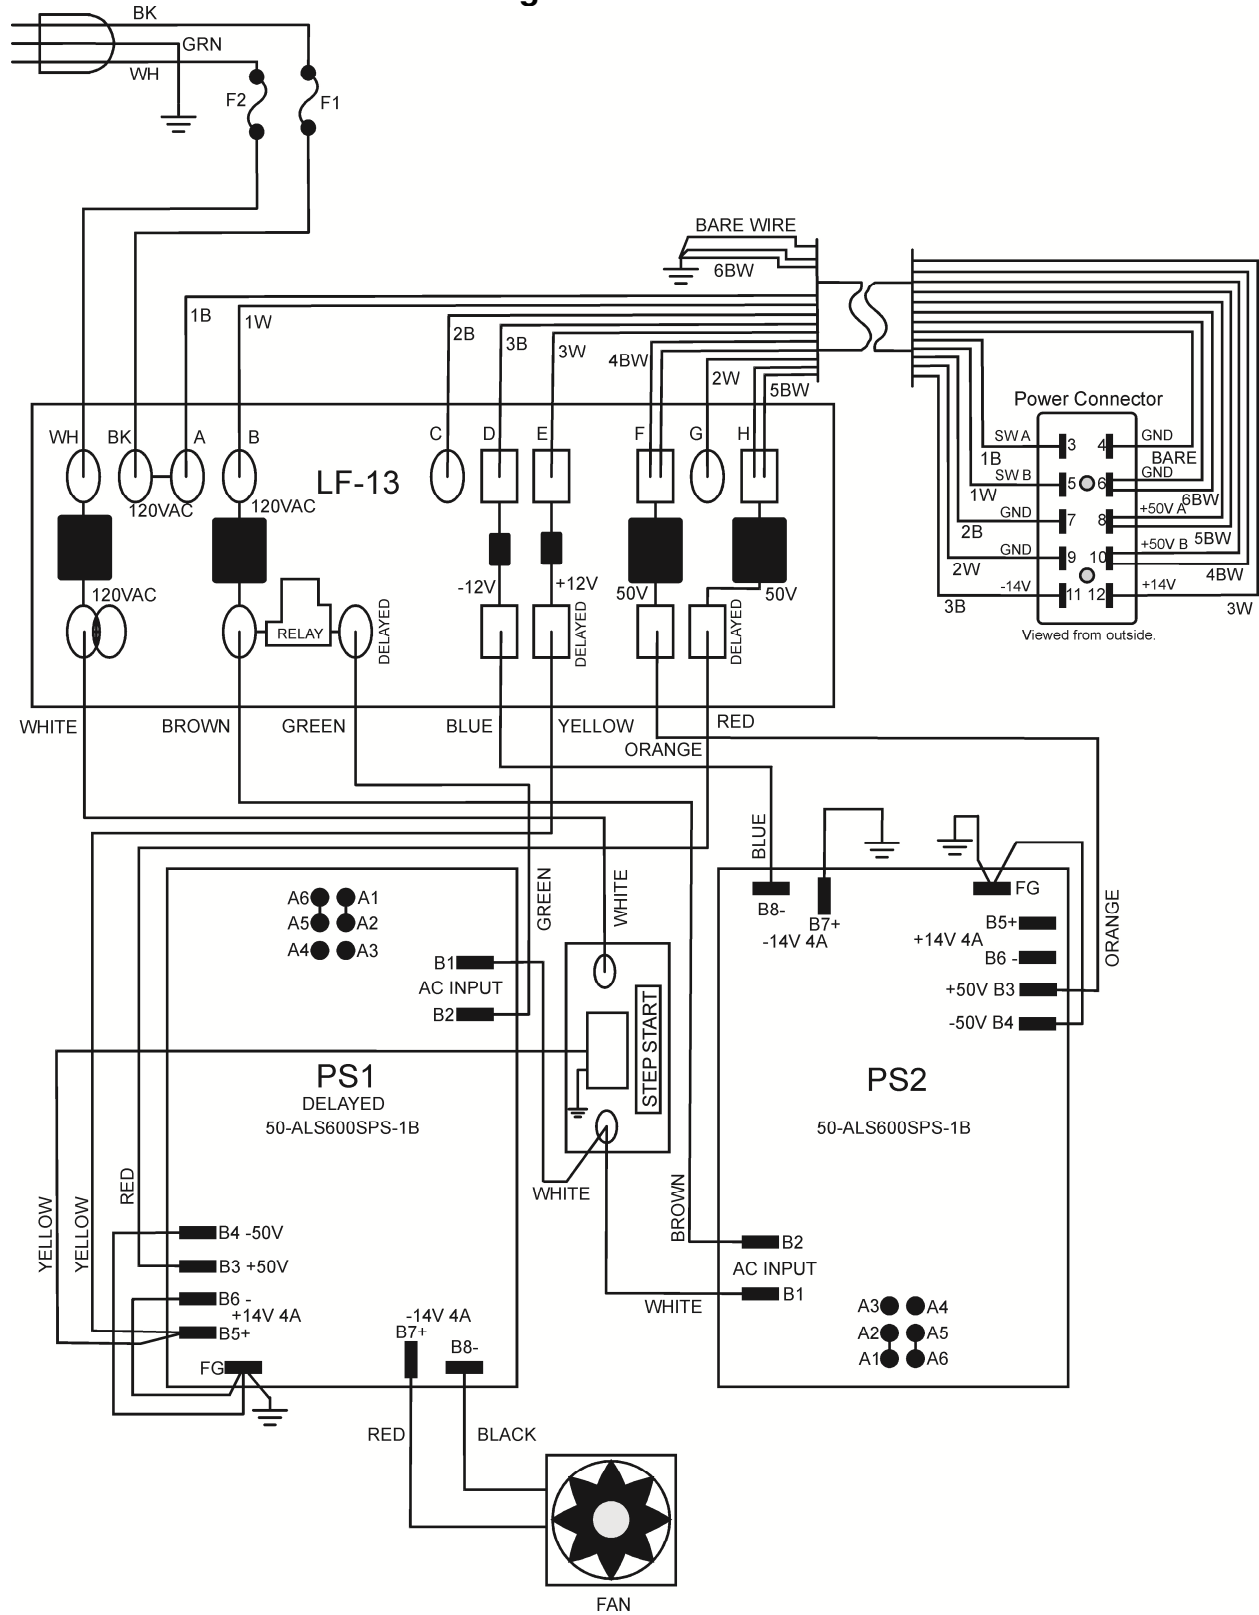 BK
GRN
WH
F2
F1
BARE WIRE
6BW
1B
1W
2B
3B
3W
4BW
2W
5BW
Power Connector
SW A
3
4
GND
1B
BARE
SW B
5
6
GND
1W
6BW
GND
7
8
+50V A
2B
5BW
GND
9
10
+50V B
2W
4BW
-14V
11
12
+14V
3B
3W
Viewed from outside.
WH
BK
A
B
C
D
E
F
G
H
LF-13
120VAC
120VAC
120VAC
-12V
+12V
50V
50V
RELAY
DELAYED
DELAYED
DELAYED
WHITE
BROWN
GREEN
BLUE
YELLOW
ORANGE
RED
BLUE
GREEN
WHITE
ORANGE
A6
A1
A5
A2
A4
A3
B1
AC INPUT
B2
STEP START
PS1
DELAYED
50-ALS600SPS-1B
B8-
B7+
-14V 4A
FG
B5+
+14V 4A
B6 -
+50V B3
-50V B4
PS2
50-ALS600SPS-1B
YELLOW
YELLOW
RED
WHITE
BROWN
B4 -50V
B3 +50V
B6 -
+14V 4A
B5+
FG
-14V 4A
B7+
B8-
B2
AC INPUT
B1
WHITE
A3
A4
A2
A5
A1
A6
RED
BLACK
FAN